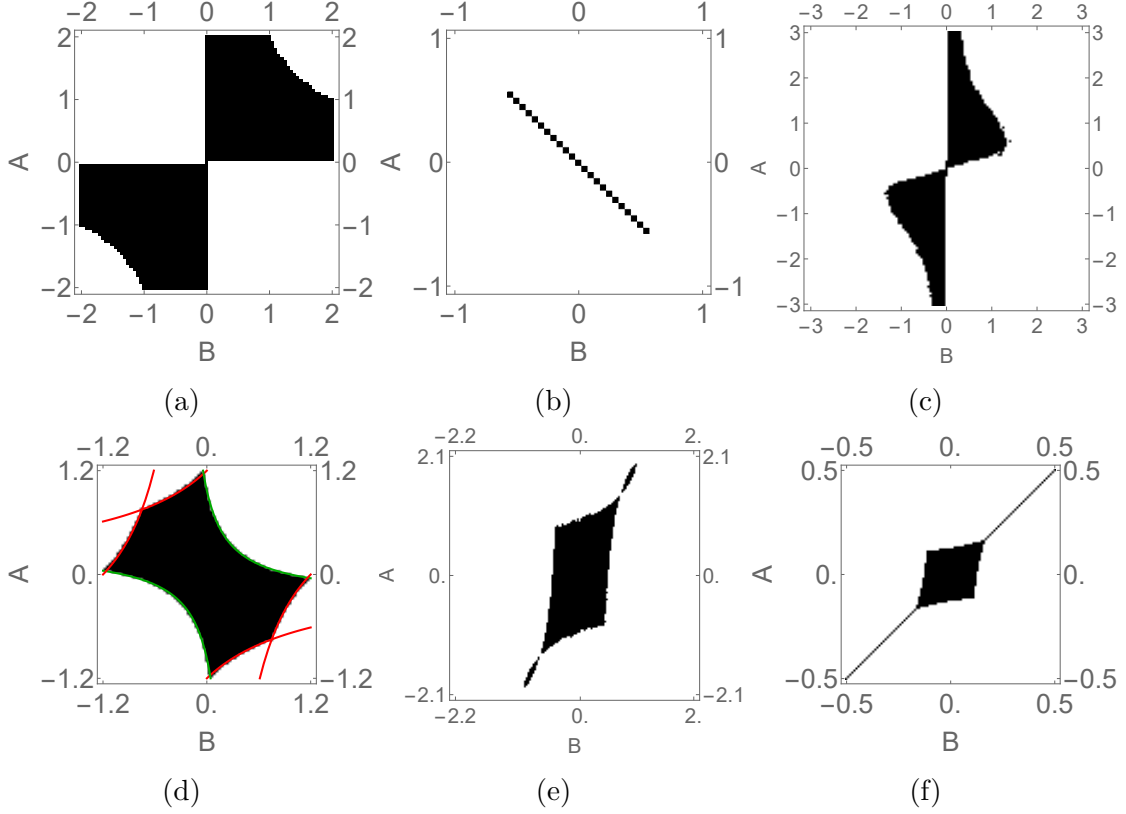 −2 −1 0 1 2
2 2
1 1
A 0 0
−1 −1
−2 −2
−2 −1 0 1 2
B
(a)
−1 0 1
1 1
A 0 0
−1 −1
−1 0 1
B
(b)
−3 −2 −1 0 1 2 3
3 3
2 2
1 1
A 0 0
−1 −1
−2 −2
−3 −3
−3 −2 −1 0 1 2 3
B
(c)
−1.2 0. 1.2
1.2 1.2
A 0. 0.
−1.2 −1.2
−1.2 0. 1.2
B
(d)
−2.2 0. 2.
2.1 2.1
A 0. 0.
−2.1 −2.1
−2.2 0. 2.
B
(e)
−0.5 0. 0.5
0.5 0.5
A 0. 0.
−0.5 −0.5
−0.5 0. 0.5
B
(f)